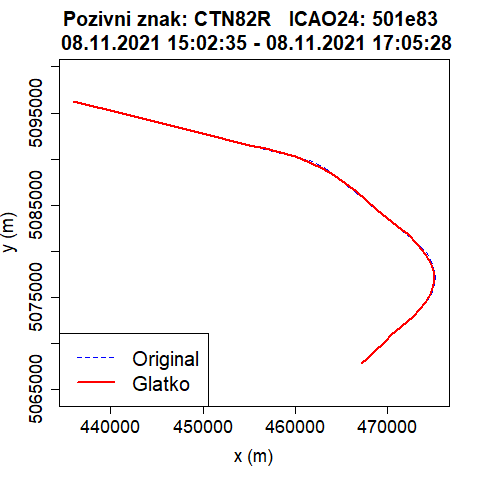 Pozivni znak: CTN82R   ICAO24: 501e83
08.11.2021 15:02:35 - 08.11.2021 17:05:28
5095000
5085000
5075000
5065000
y (m)
Original
Glatko
440000 450000 460000 470000
x (m)